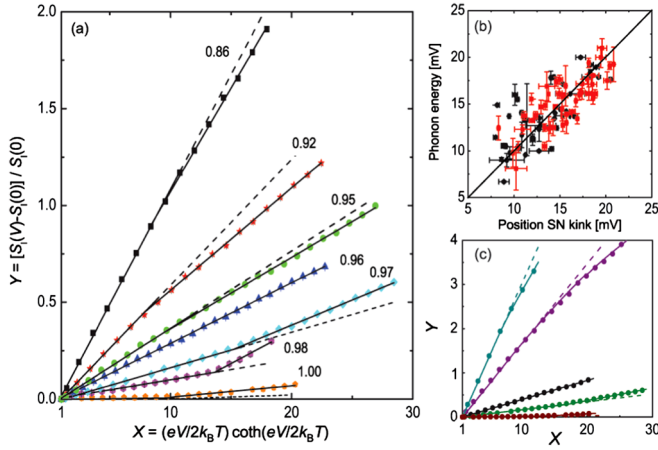 (a)
Y = [S_I(V)-S_I(0)] / S_I(0)
2.0
1.5
1.0
0.5
0.0
0.86
0.92
0.95
0.96
0.97
0.98
1.00
1 10 20 30
X = (eV/2k_BT) coth(eV/2k_BT)
(b)
Phonon energy [mV]
25
20
15
10
5
5 10 15 20 25
Position SN kink [mV]
(c)
Y
4
3
2
1
0
1 5 10 15 20 25 30
X